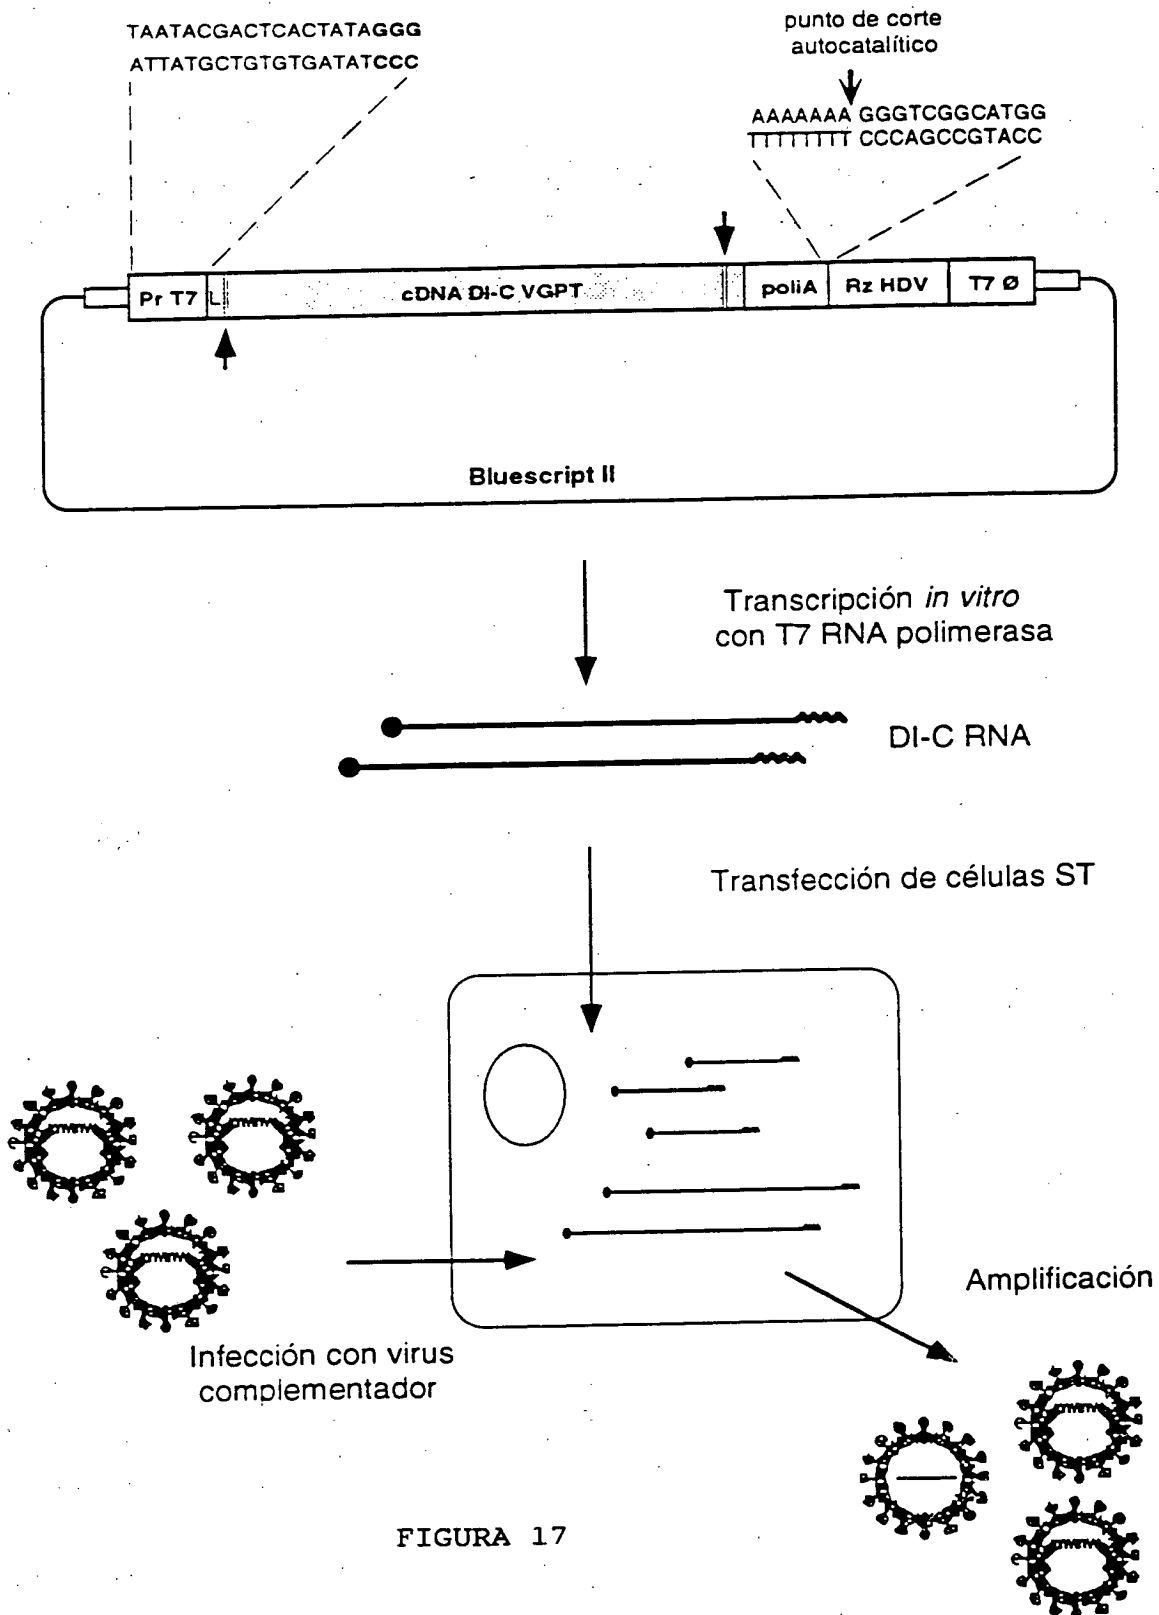 TAATACGACTCACTATAGGG
ATTATGCTGTGTGATATCCC
punto de corte
autocatalítico
AAAAAAA GGGTCGGCATGG
TTTTTTTT CCCAGCCGTACC
Pr T7
L
cDNA DI-C VGPT
poliA
Rz HDV
T7 Ø
Bluescript II
Transcripción in vitro
con T7 RNA polimerasa
DI-C RNA
Transfección de células ST
Amplificación
Infección con virus
complementador
FIGURA 17